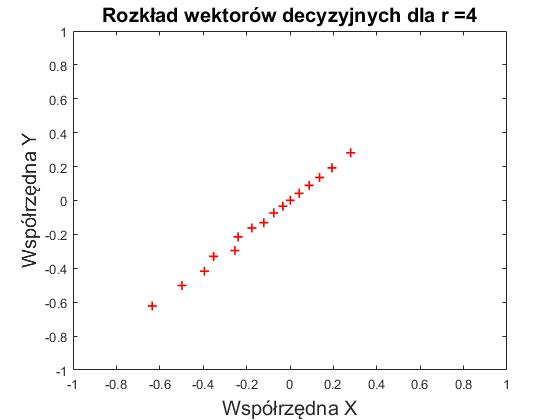 Rozkład wektorów decyzyjnych dla r =4
Współrzędna Y
1
0.8
0.6
0.4
0.2
0
-0.2
-0.4
-0.6
-0.8
-1
-1 -0.8 -0.6 -0.4 -0.2 0 0.2 0.4 0.6 0.8 1
Współrzędna X